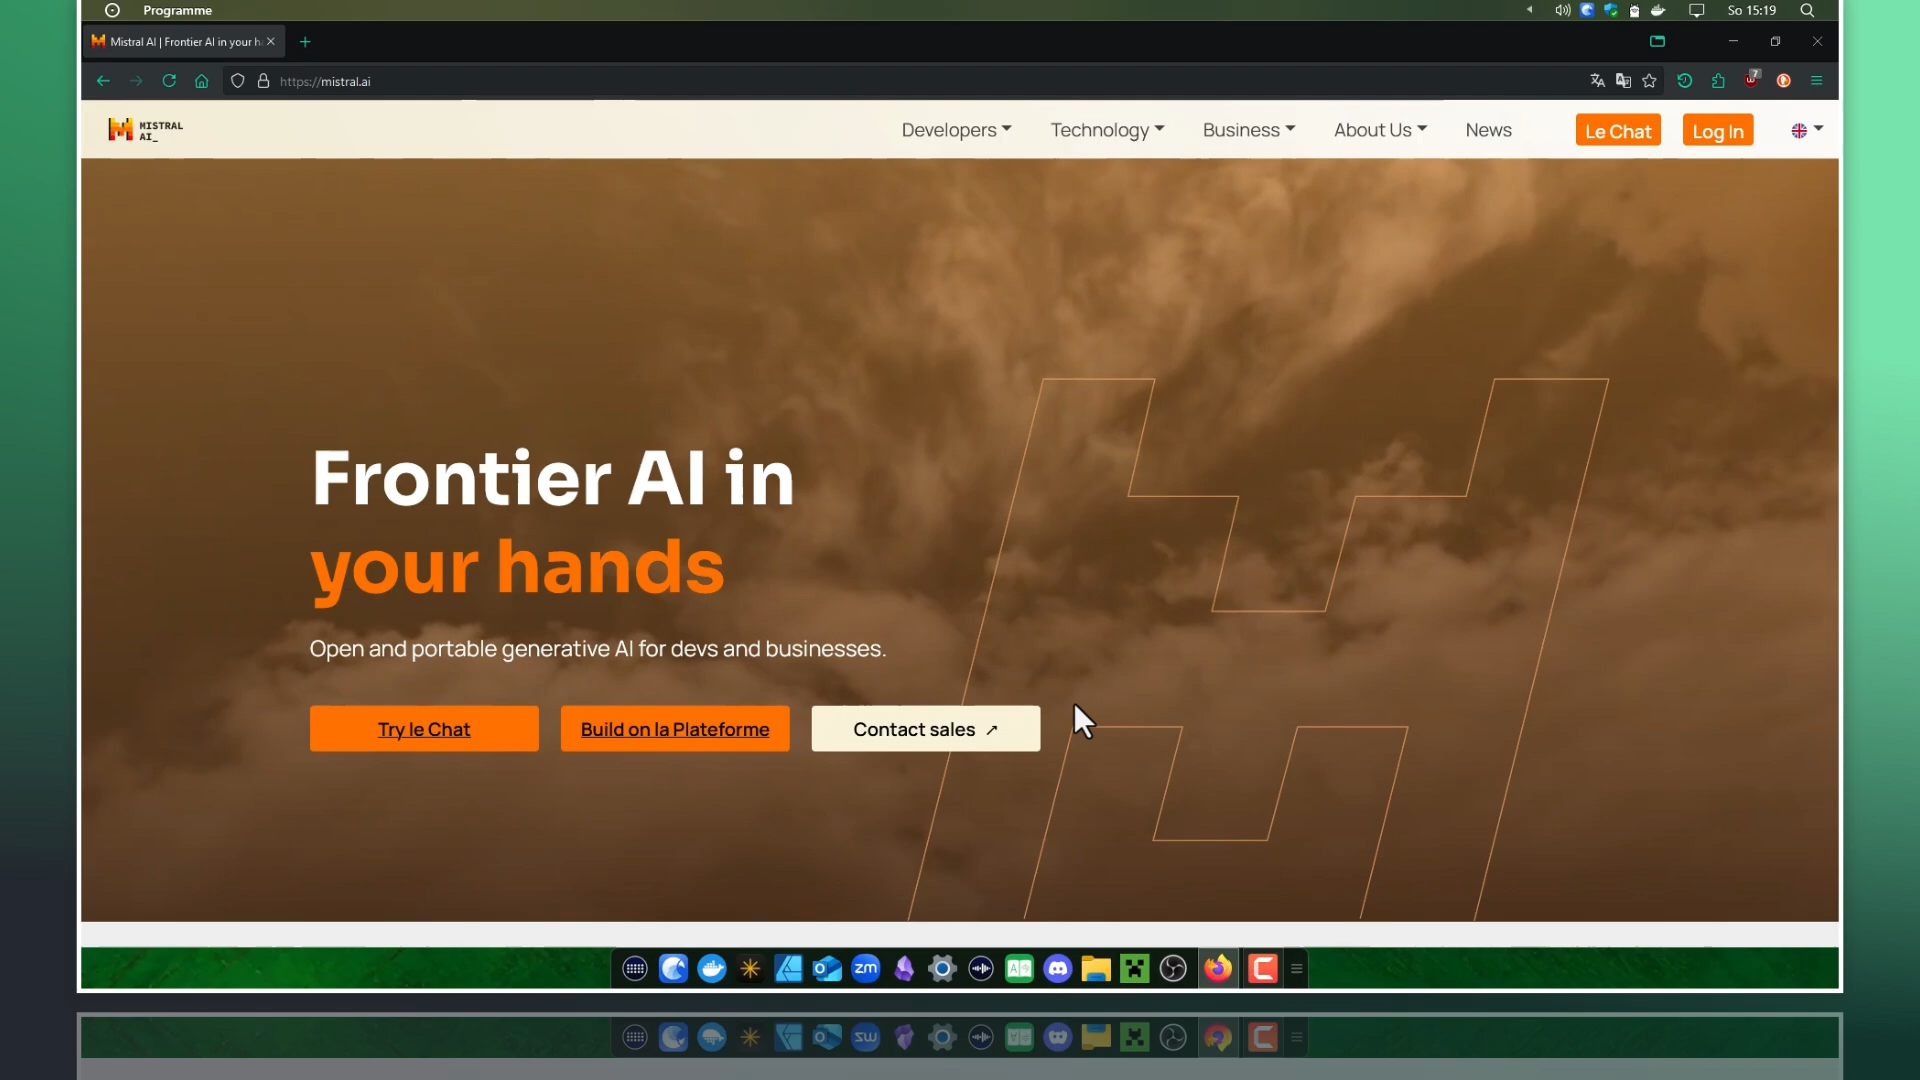 Programme
So 15:19
Mistral AI | Frontier AI in your h
https://mistral.ai
7
MISTRAL
AI_
Developers
Technology
Business
About Us
News
Le Chat
Log In
Frontier AI in
your hands
Open and portable generative AI for devs and businesses.
Try le Chat
Build on la Plateforme
Contact sales ↗
zm